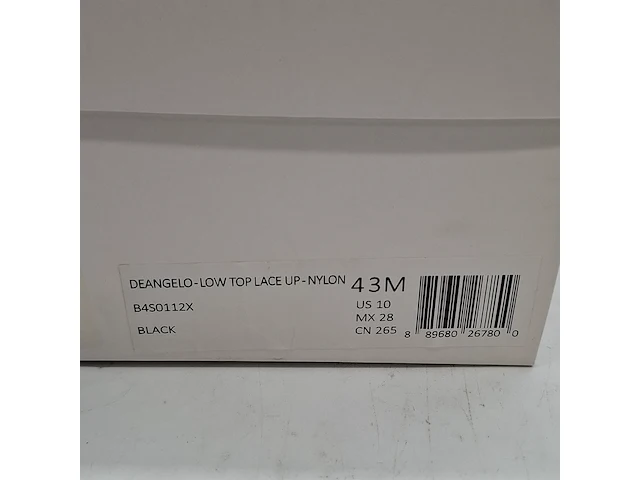 DEANGELO - LOW TOP LACE UP - NYLON 43M
B4S0112X US 10
MX 28
BLACK CN 265
8 89680 26780 0